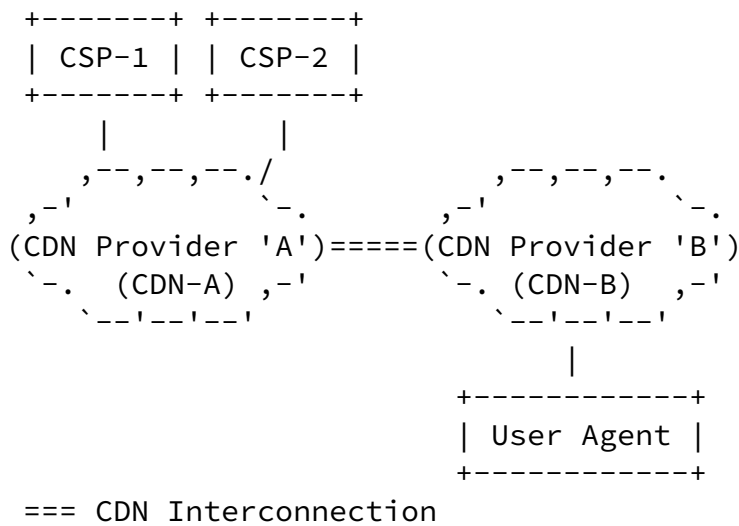 +-------+ +-------+
| CSP-1 | | CSP-2 |
+-------+ +-------+
    |         |
   ,--,--,--./            ,--,--,--.
,-'          `-.       ,-'          `-.
(CDN Provider 'A')=====(CDN Provider 'B')
`-.  (CDN-A) ,-'       `-. (CDN-B)  ,-'
   `--'--'--'             `--'--'--'
                              |
                        +------------+
                        | User Agent |
                        +------------+
=== CDN Interconnection